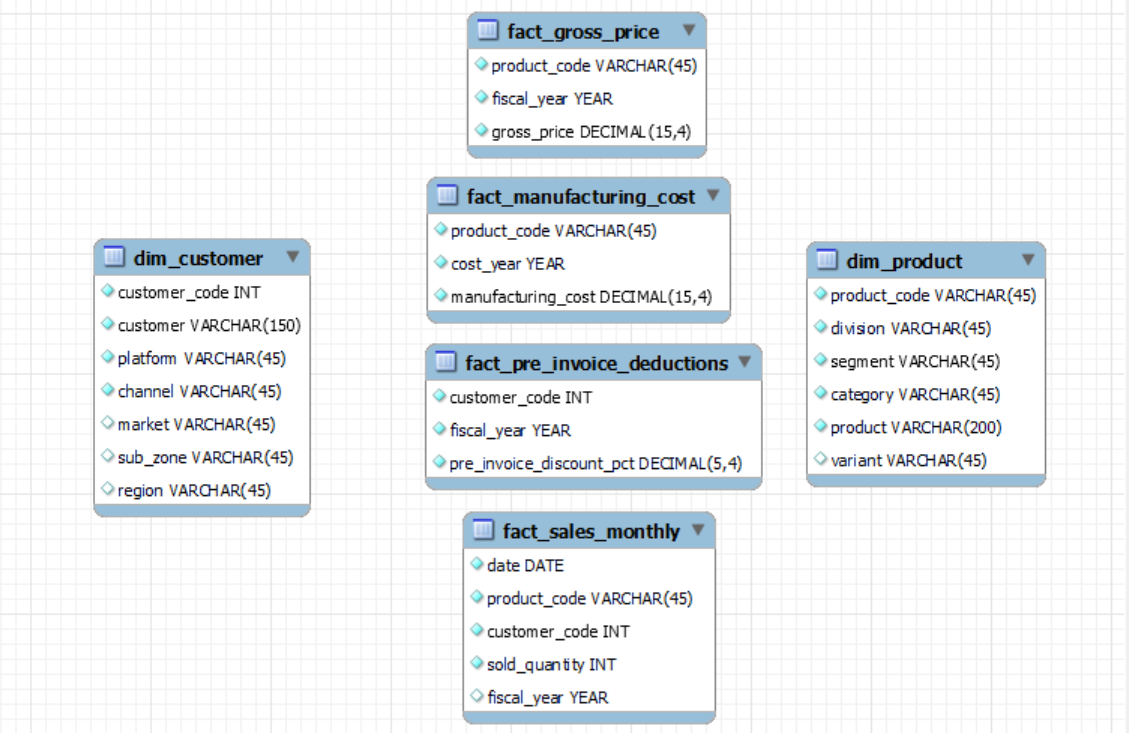 fact_gross_price
product_code VARCHAR(45)
fiscal_year YEAR
gross_price DECIMAL(15,4)
fact_manufacturing_cost
product_code VARCHAR(45)
cost_year YEAR
manufacturing_cost DECIMAL(15,4)
dim_customer
customer_code INT
customer VARCHAR(150)
platform VARCHAR(45)
channel VARCHAR(45)
market VARCHAR(45)
sub_zone VARCHAR(45)
region VARCHAR(45)
dim_product
product_code VARCHAR(45)
division VARCHAR(45)
segment VARCHAR(45)
category VARCHAR(45)
product VARCHAR(200)
variant VARCHAR(45)
fact_pre_invoice_deductions
customer_code INT
fiscal_year YEAR
pre_invoice_discount_pct DECIMAL(5,4)
fact_sales_monthly
date DATE
product_code VARCHAR(45)
customer_code INT
sold_quantity INT
fiscal_year YEAR